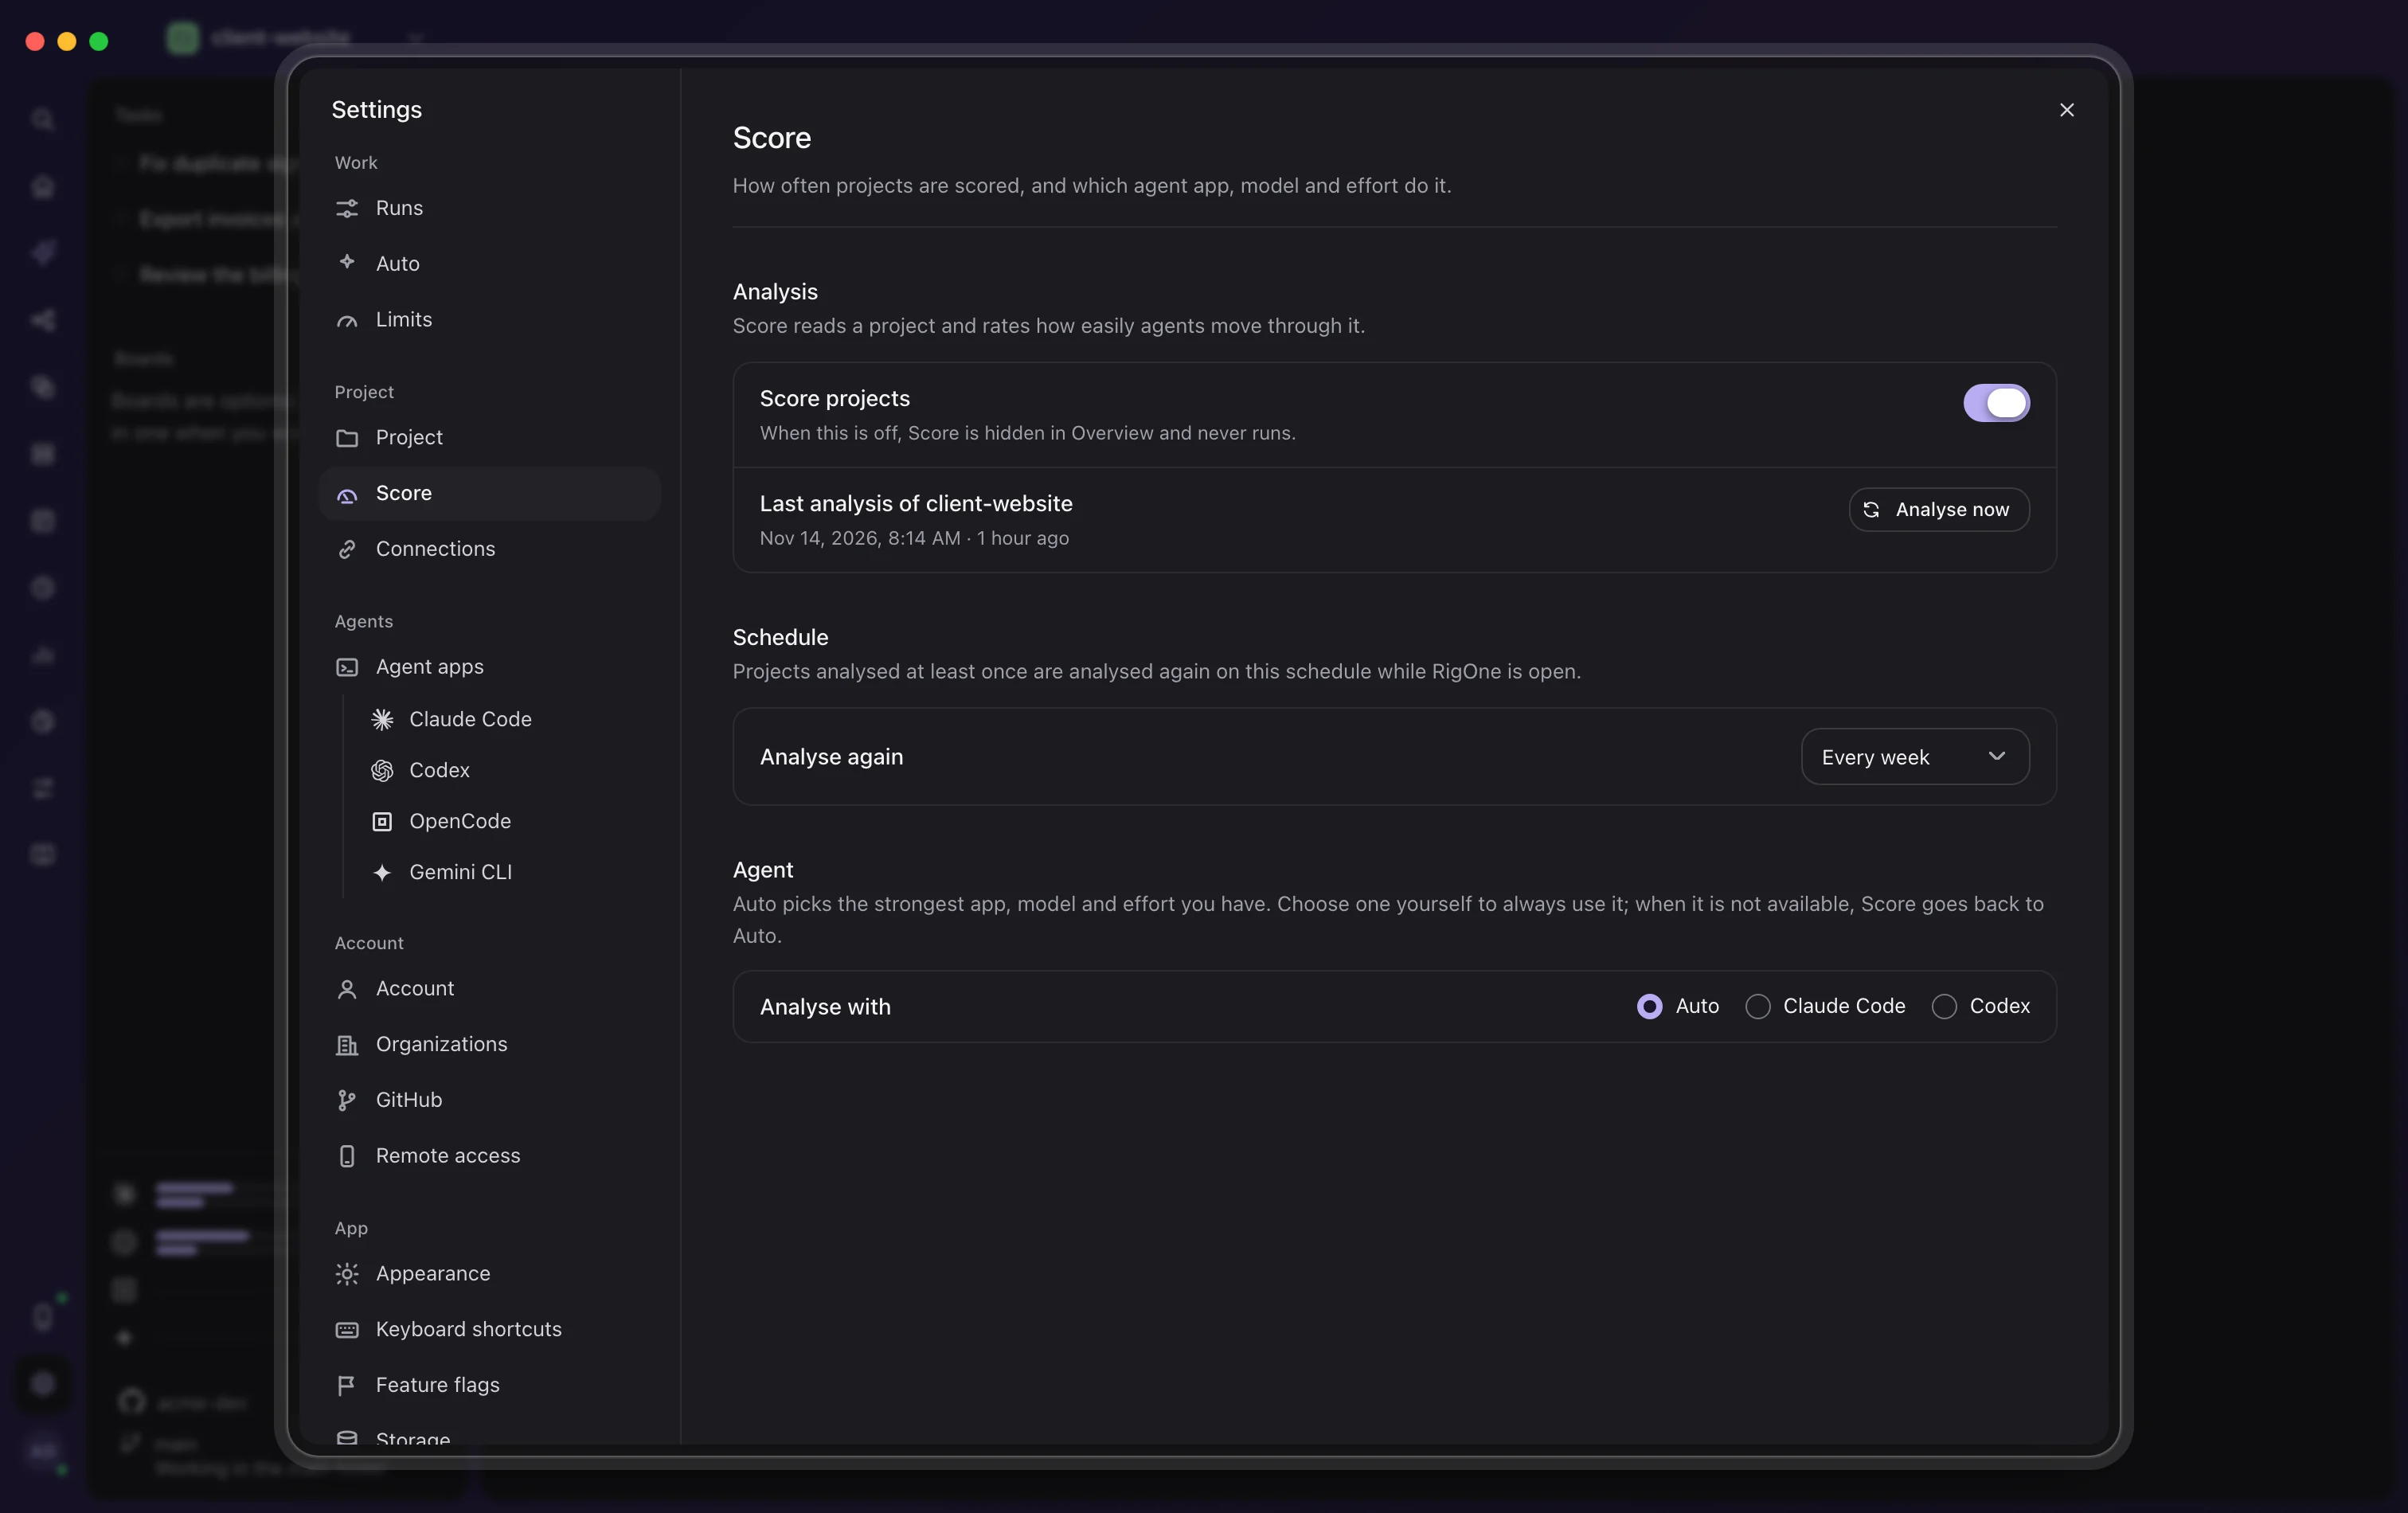 client-website
Tasks
Boards
Settings
Work
Runs
Auto
Limits
Project
Project
Score
Connections
Agents
Agent apps
Claude Code
Codex
OpenCode
Gemini CLI
Account
Account
Organizations
GitHub
Remote access
App
Appearance
Keyboard shortcuts
Feature flags
Storage
Score
How often projects are scored, and which agent app, model and effort do it.
Analysis
Score reads a project and rates how easily agents move through it.
Score projects
When this is off, Score is hidden in Overview and never runs.
Last analysis of client-website
Nov 14, 2026, 8:14 AM · 1 hour ago
Analyse now
Schedule
Projects analysed at least once are analysed again on this schedule while RigOne is open.
Analyse again
Every week
Agent
Auto picks the strongest app, model and effort you have. Choose one yourself to always use it; when it is not available, Score goes back to
Auto.
Analyse with
Auto
Claude Code
Codex
acme-dev
main